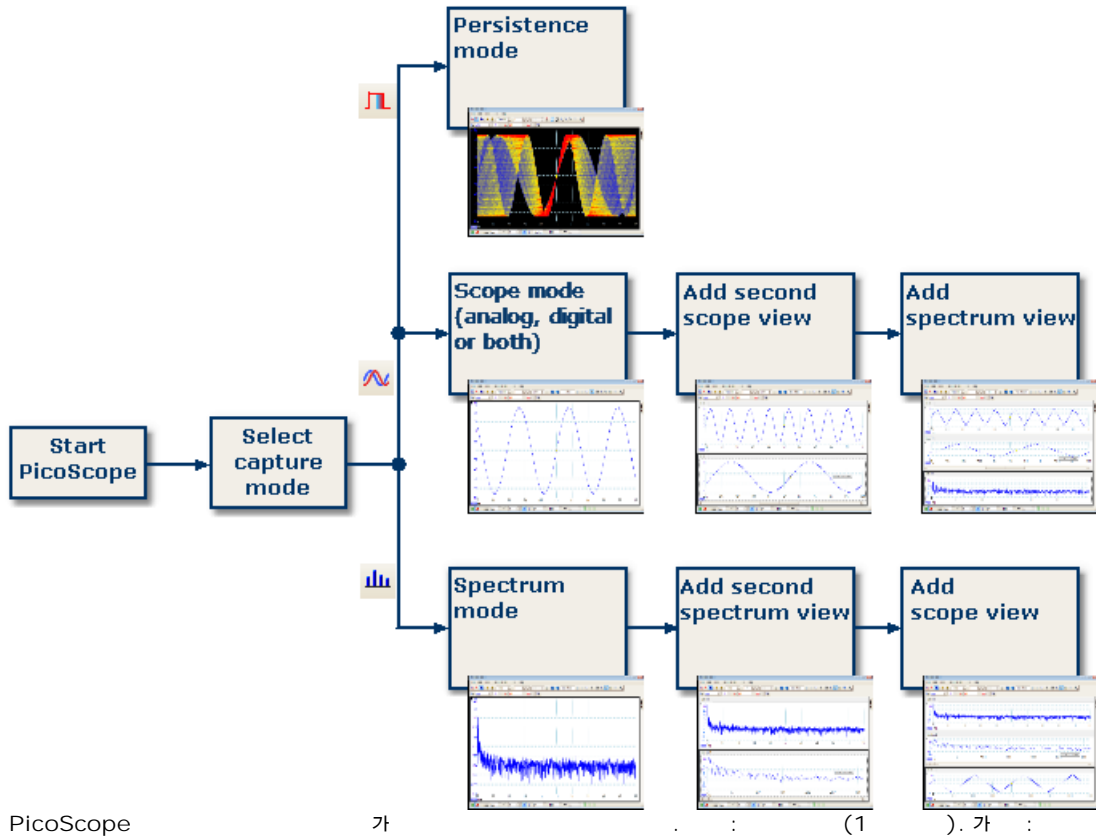 Persistence
mode
Scope mode
(analog, digital
or both)
Add second
scope view
Add
spectrum view
Start
PicoScope
Select
capture
mode
Spectrum
mode
Add second
spectrum view
Add
scope view
PicoScope 가 . : (1 ). 가 :